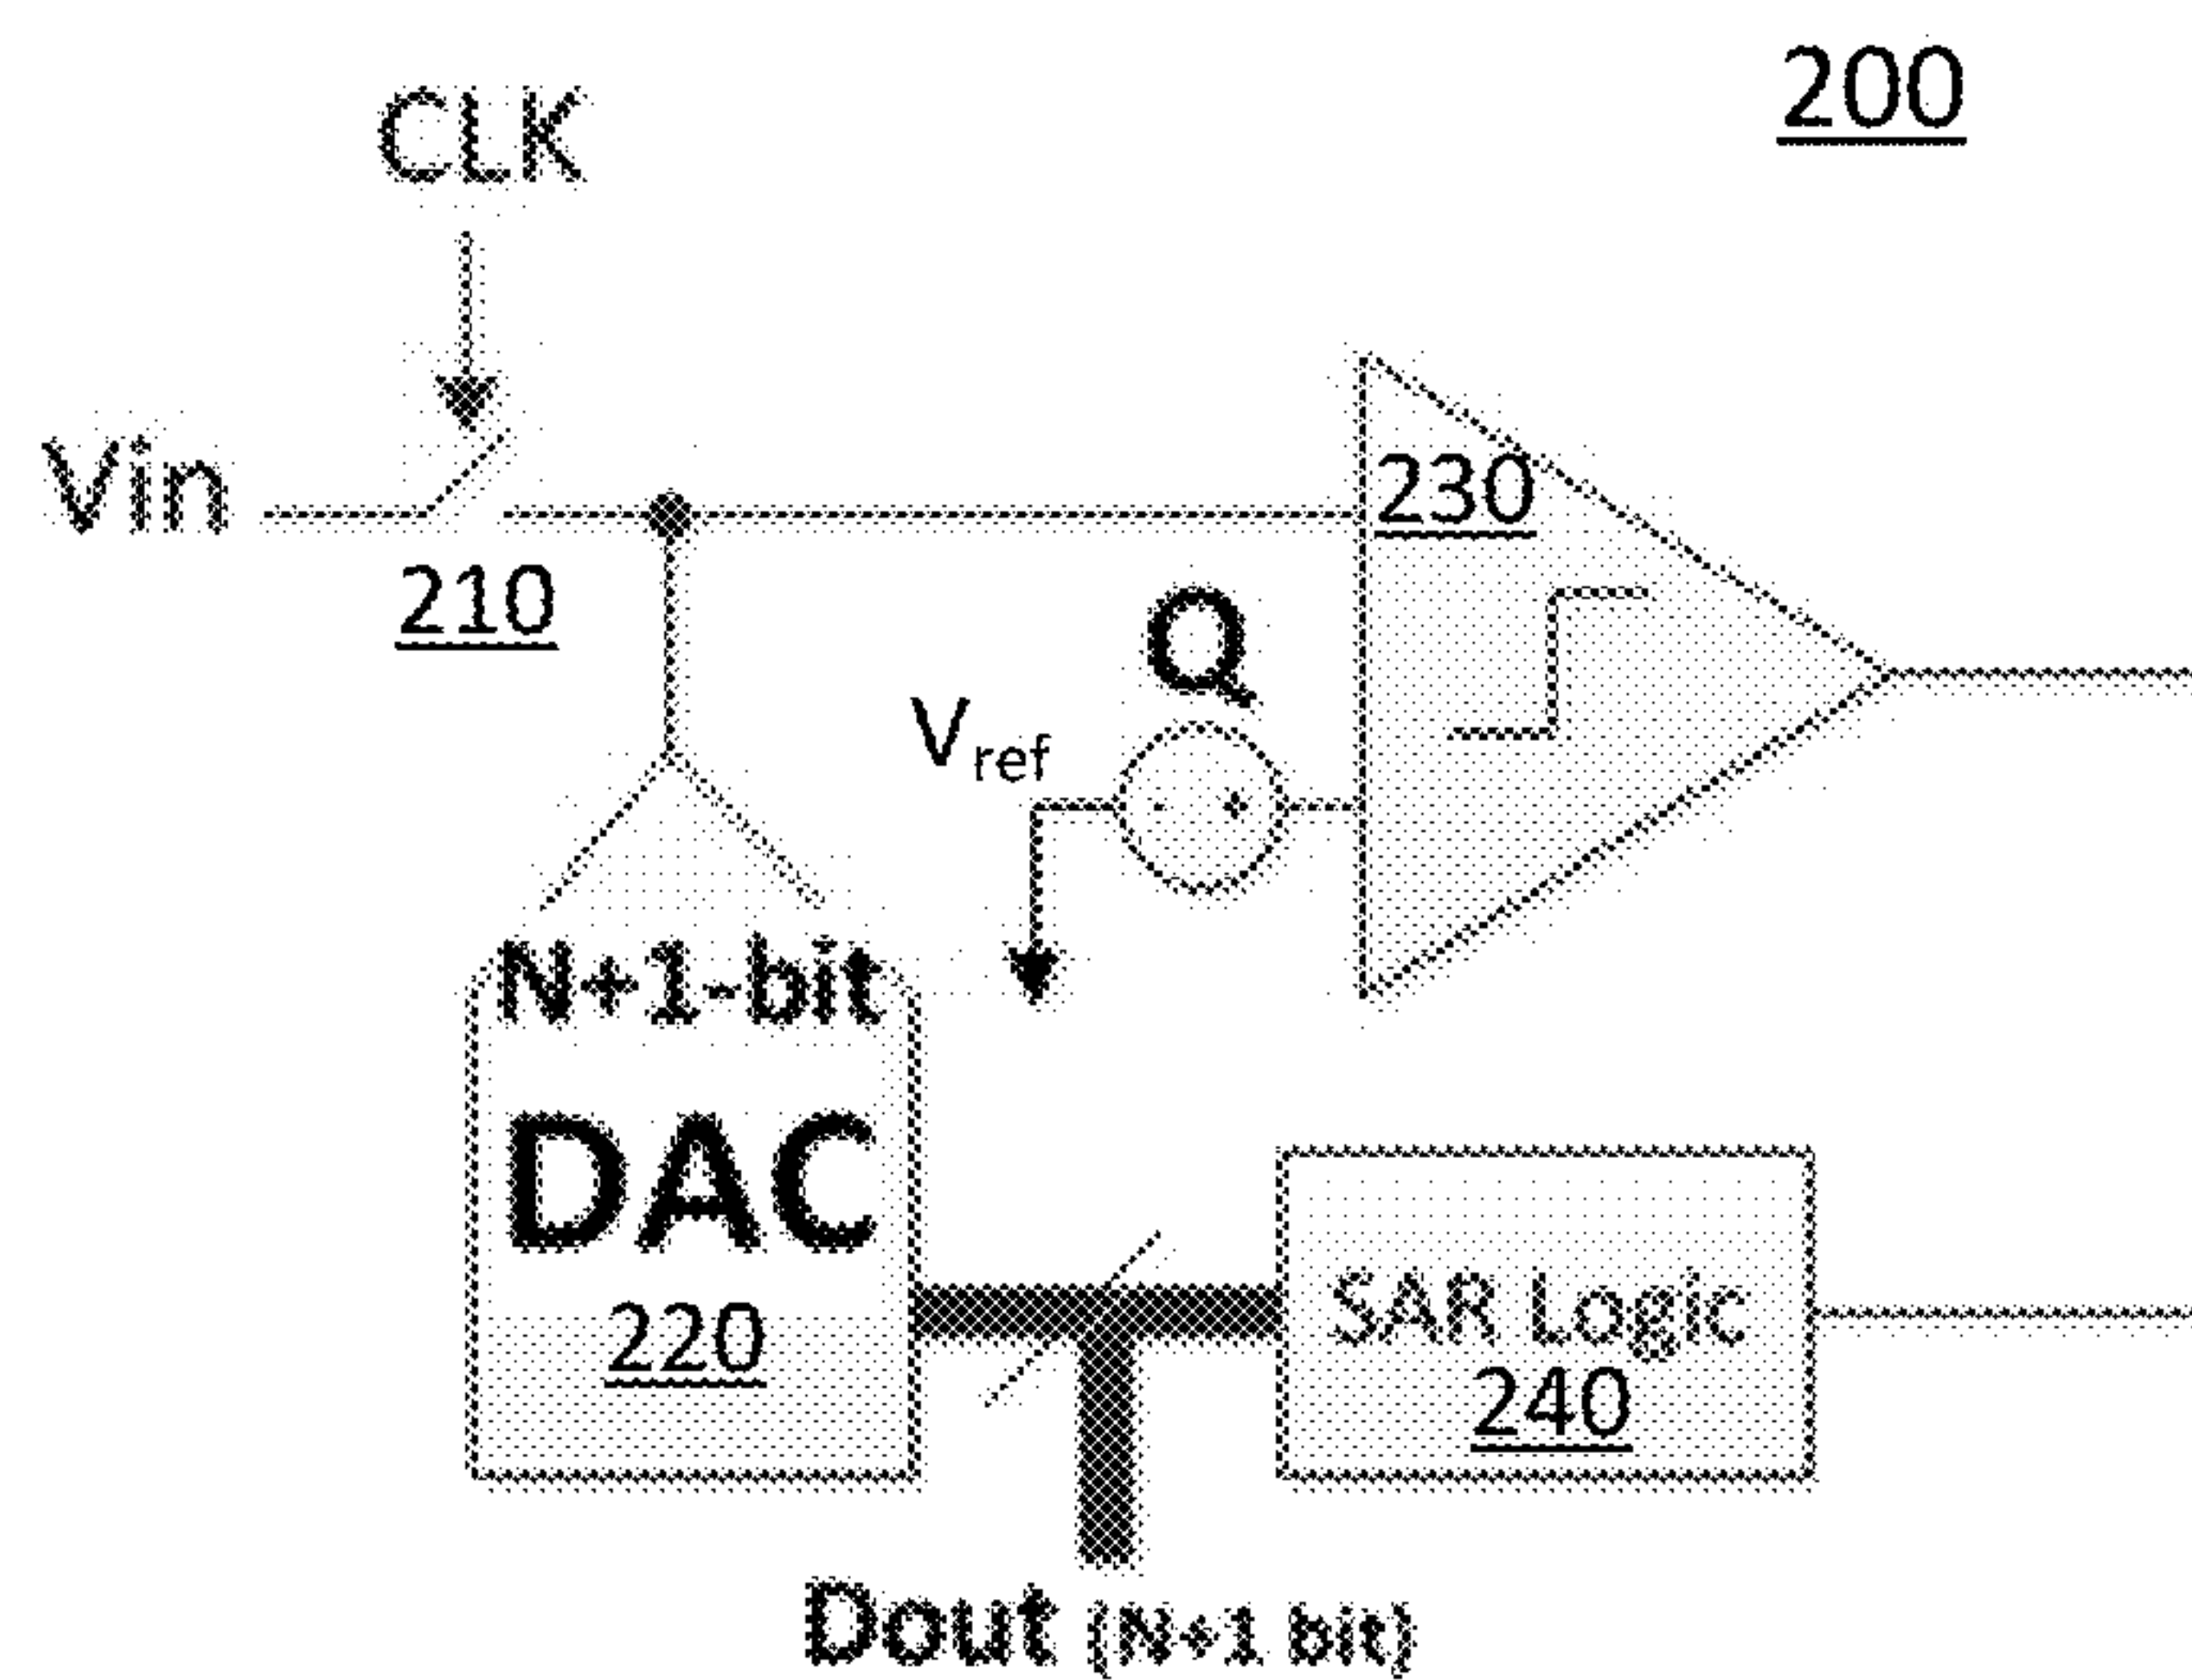 200
CLK
Vin
210
230
Q
Vref
- +
N+1-bit
DAC
220
SAR Logic
240
Dout (N+1 bit)